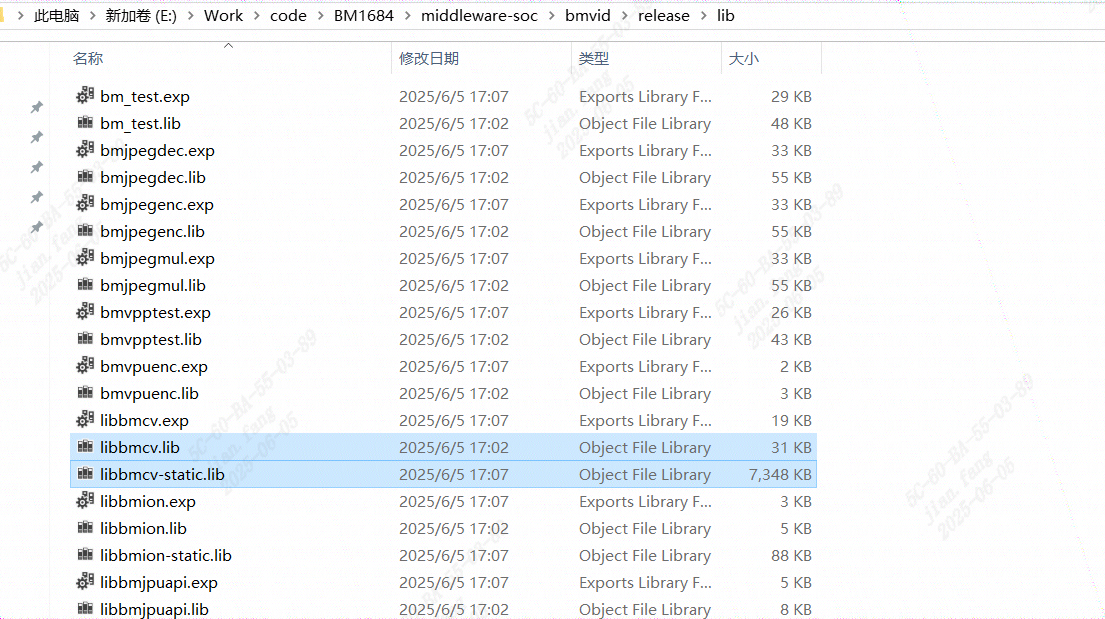 此电脑 > 新加卷 (E:) > Work > code > BM1684 > middleware-soc > bmvid > release > lib
名称 修改日期 类型 大小
bm_test.exp 2025/6/5 17:07 Exports Library F... 29 KB
bm_test.lib 2025/6/5 17:02 Object File Library 48 KB
bmjpegdec.exp 2025/6/5 17:07 Exports Library F... 33 KB
bmjpegdec.lib 2025/6/5 17:02 Object File Library 55 KB
bmjpegenc.exp 2025/6/5 17:07 Exports Library F... 33 KB
bmjpegenc.lib 2025/6/5 17:02 Object File Library 55 KB
bmjpegmul.exp 2025/6/5 17:07 Exports Library F... 33 KB
bmjpegmul.lib 2025/6/5 17:02 Object File Library 55 KB
bmvpptest.exp 2025/6/5 17:07 Exports Library F... 26 KB
bmvpptest.lib 2025/6/5 17:02 Object File Library 43 KB
bmvpuenc.exp 2025/6/5 17:07 Exports Library F... 2 KB
bmvpuenc.lib 2025/6/5 17:02 Object File Library 3 KB
libbmcv.exp 2025/6/5 17:07 Exports Library F... 19 KB
libbmcv.lib 2025/6/5 17:02 Object File Library 31 KB
libbmcv-static.lib 2025/6/5 17:07 Object File Library 7,348 KB
libbmion.exp 2025/6/5 17:07 Exports Library F... 3 KB
libbmion.lib 2025/6/5 17:02 Object File Library 5 KB
libbmion-static.lib 2025/6/5 17:07 Object File Library 88 KB
libbmjpuapi.exp 2025/6/5 17:07 Exports Library F... 5 KB
libbmjpuapi.lib 2025/6/5 17:02 Object File Library 8 KB
5C-60-BA-55-03-89
jian.fang
2025-06-05